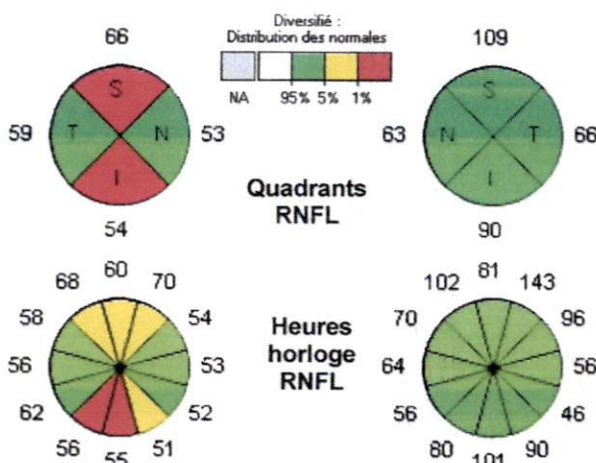 66
Diversifié :
Distribution des normales
109
NA 95% 5% 1%
S
T N
I
59 53
54
Quadrants
RNFL
S
N T
I
63 66
90
60
68 70
58 54
56 53
62 52
56 51
55
Heures
horloge
RNFL
81
102 143
70 96
64 56
56 46
80 90
101